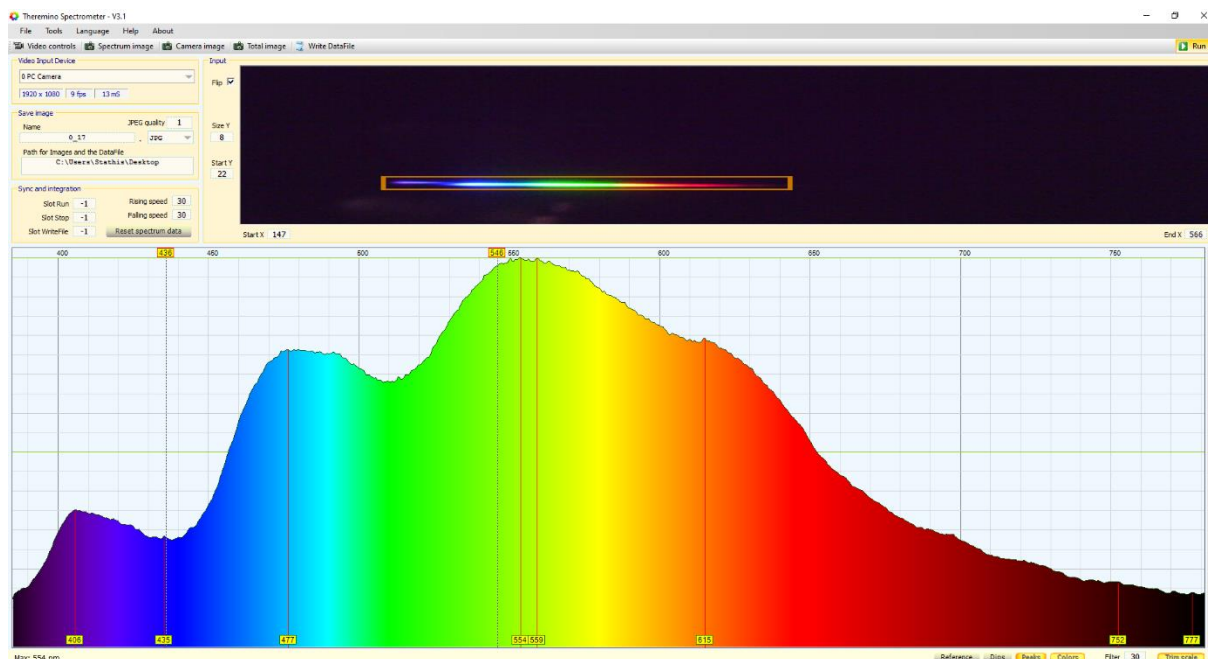 Theremino Spectrometer - V3.1
File Tools Language Help About
Video controls Spectrum image Camera image Total image Write DataFile Run
Video Input Device
0 PC Camera
1920 x 1080 9 fps 13 mS
Save image
Name JPEG quality 1
0_17 . JPG
Path for Images and the DataFile
C:\Users\Stathis\Desktop
Sync and integration
Slot Run -1 Rising speed 30
Slot Stop -1 Falling speed 30
Slot WriteFile -1 Reset spectrum data
Input
Flip
Size Y
8
Start Y
22
Start X 147 End X 566
400 436 460 500 546 560 600 650 700 750
406 435 477 554 559 615 752 777
Max: 554 nm Reference Dips Peaks Colors Filter 30 Trim scale